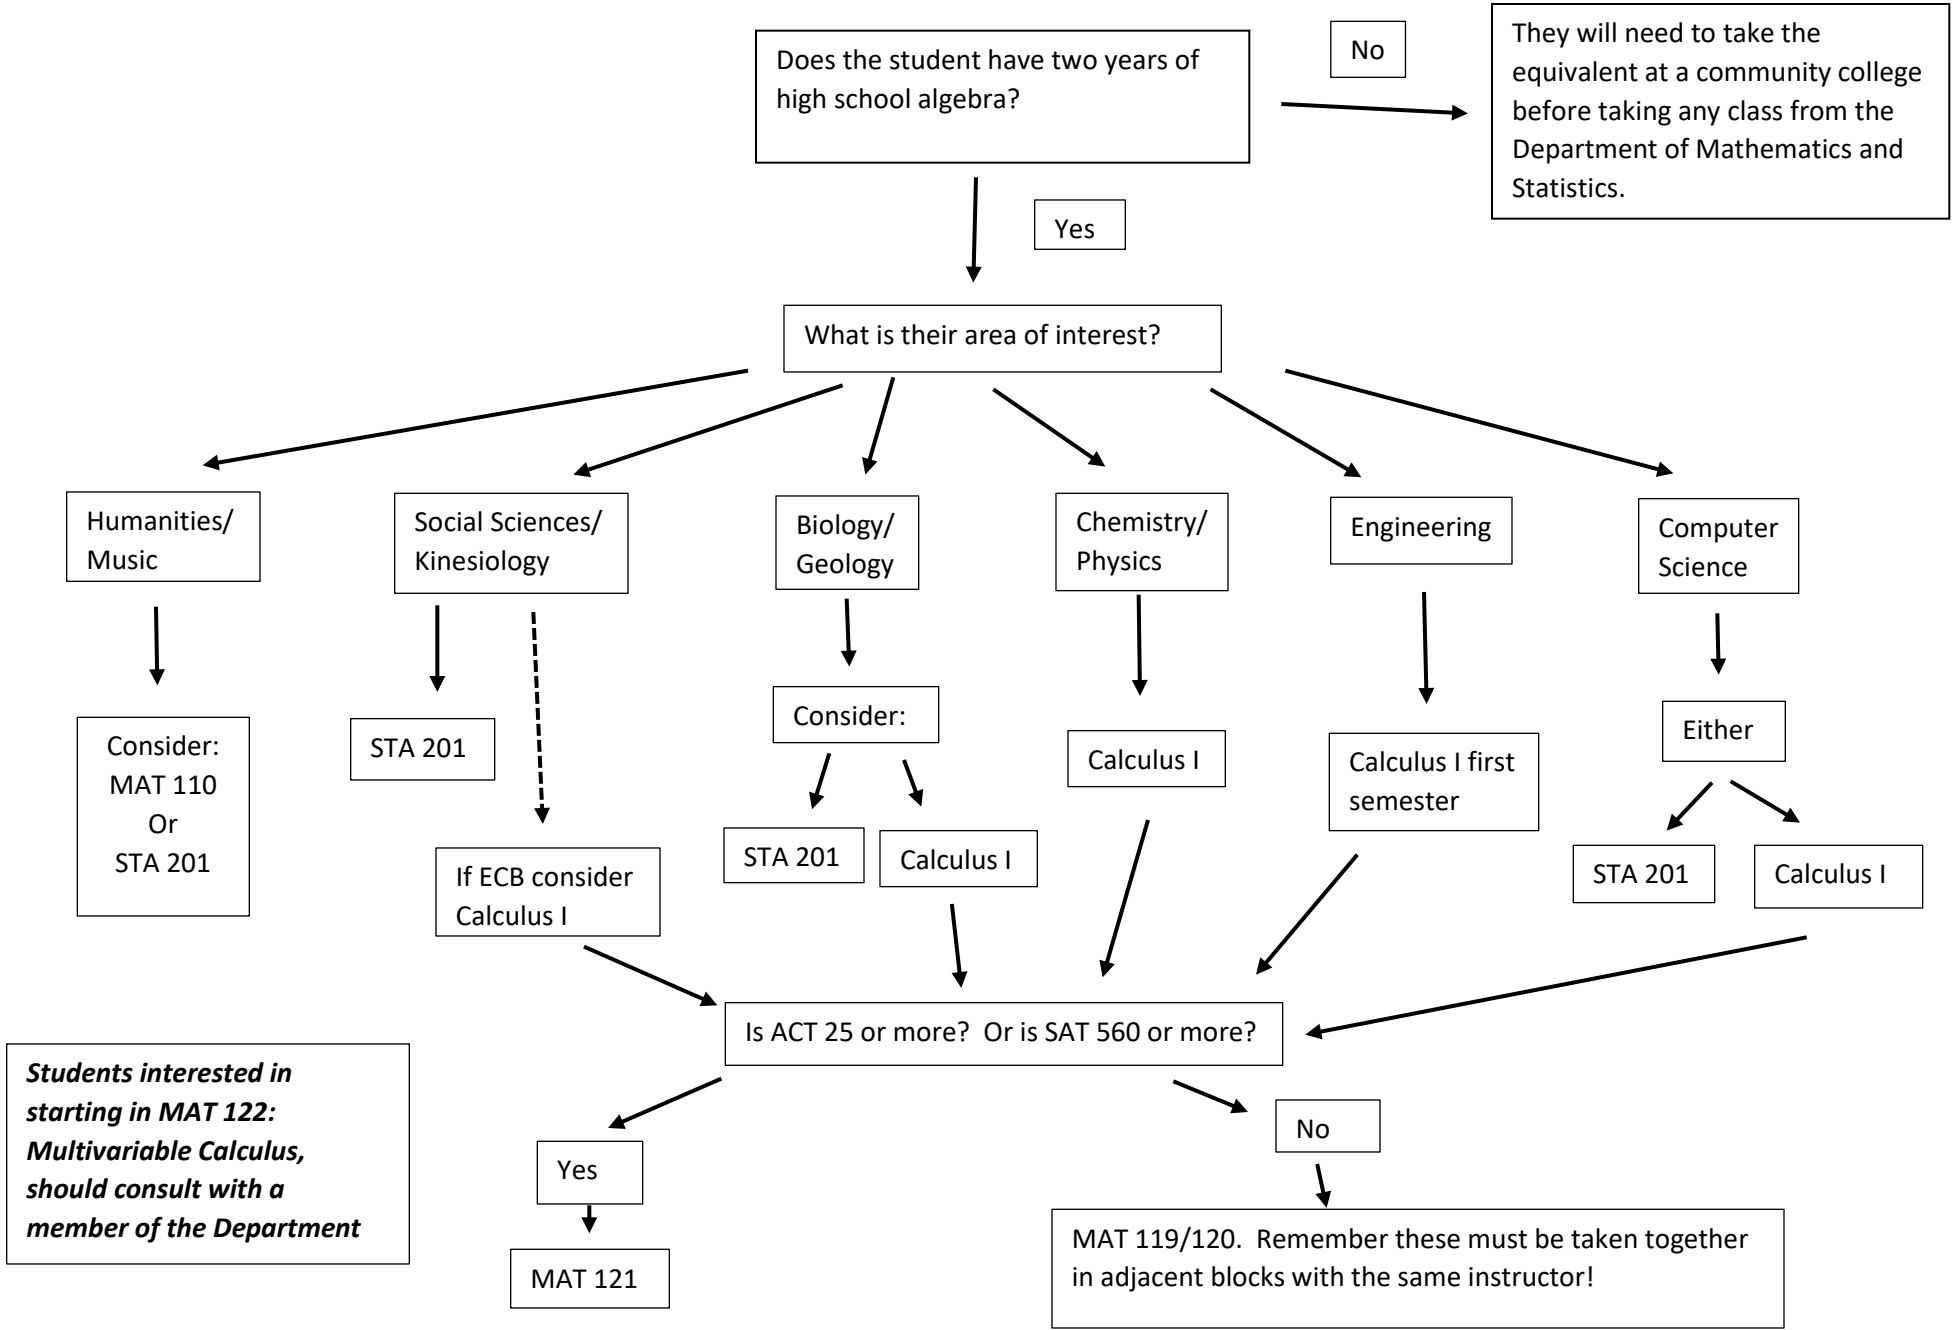 Does the student have two years of
high school algebra?
No
They will need to take the
equivalent at a community college
before taking any class from the
Department of Mathematics and
Statistics.
Yes
What is their area of interest?
Humanities/
Music
Social Sciences/
Kinesiology
Biology/
Geology
Chemistry/
Physics
Engineering
Computer
Science
Consider:
MAT 110
Or
STA 201
STA 201
If ECB consider
Calculus I
Consider:
STA 201
Calculus I
Calculus I
Calculus I first
semester
Either
STA 201
Calculus I
Is ACT 25 or more?  Or is SAT 560 or more?
Students interested in
starting in MAT 122:
Multivariable Calculus,
should consult with a
member of the Department
Yes
MAT 121
No
MAT 119/120.  Remember these must be taken together
in adjacent blocks with the same instructor!